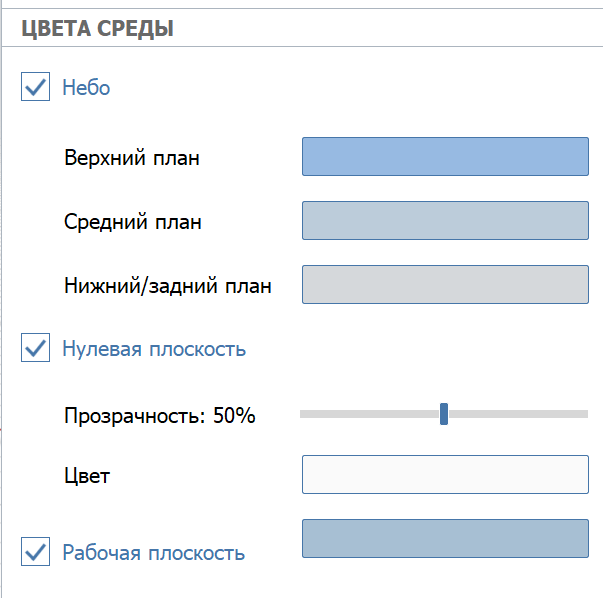 ЦВЕТА СРЕДЫ
Небо
Верхний план
Средний план
Нижний/задний план
Нулевая плоскость
Прозрачность: 50%
Цвет
Рабочая плоскость